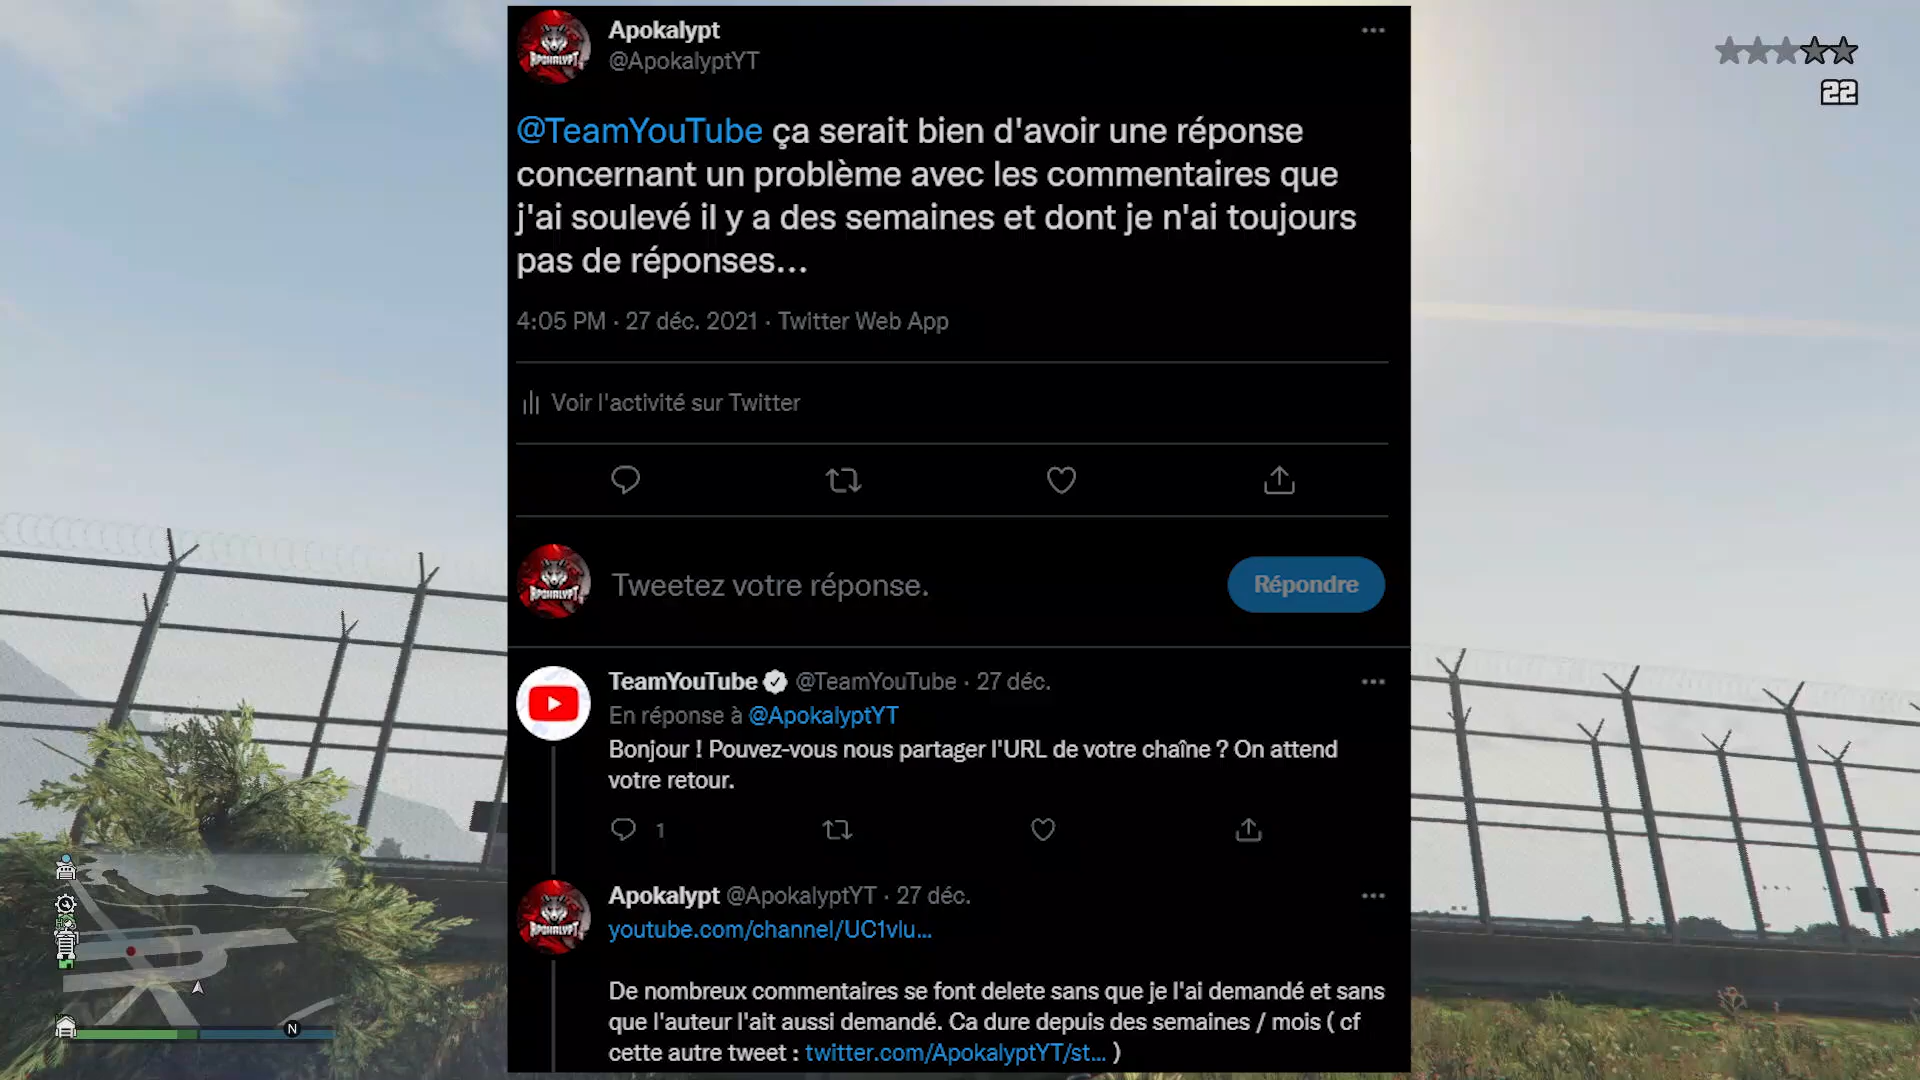 Apokalypt
@ApokalyptYT
22
@TeamYouTube ça serait bien d'avoir une réponse
concernant un problème avec les commentaires que
j'ai soulevé il y a des semaines et dont je n'ai toujours
pas de réponses...
4:05 PM · 27 déc. 2021 · Twitter Web App
Voir l'activité sur Twitter
APOKALYPT
Tweetez votre réponse.
Répondre
TeamYouTube @TeamYouTube · 27 déc.
En réponse à @ApokalyptYT
Bonjour ! Pouvez-vous nous partager l'URL de votre chaîne ? On attend
votre retour.
1
Apokalypt @ApokalyptYT · 27 déc.
youtube.com/channel/UC1vlu...
De nombreux commentaires se font delete sans que je l'ai demandé et sans
que l'auteur l'ait aussi demandé. Ca dure depuis des semaines / mois ( cf
cette autre tweet : twitter.com/ApokalyptYT/st... )
N